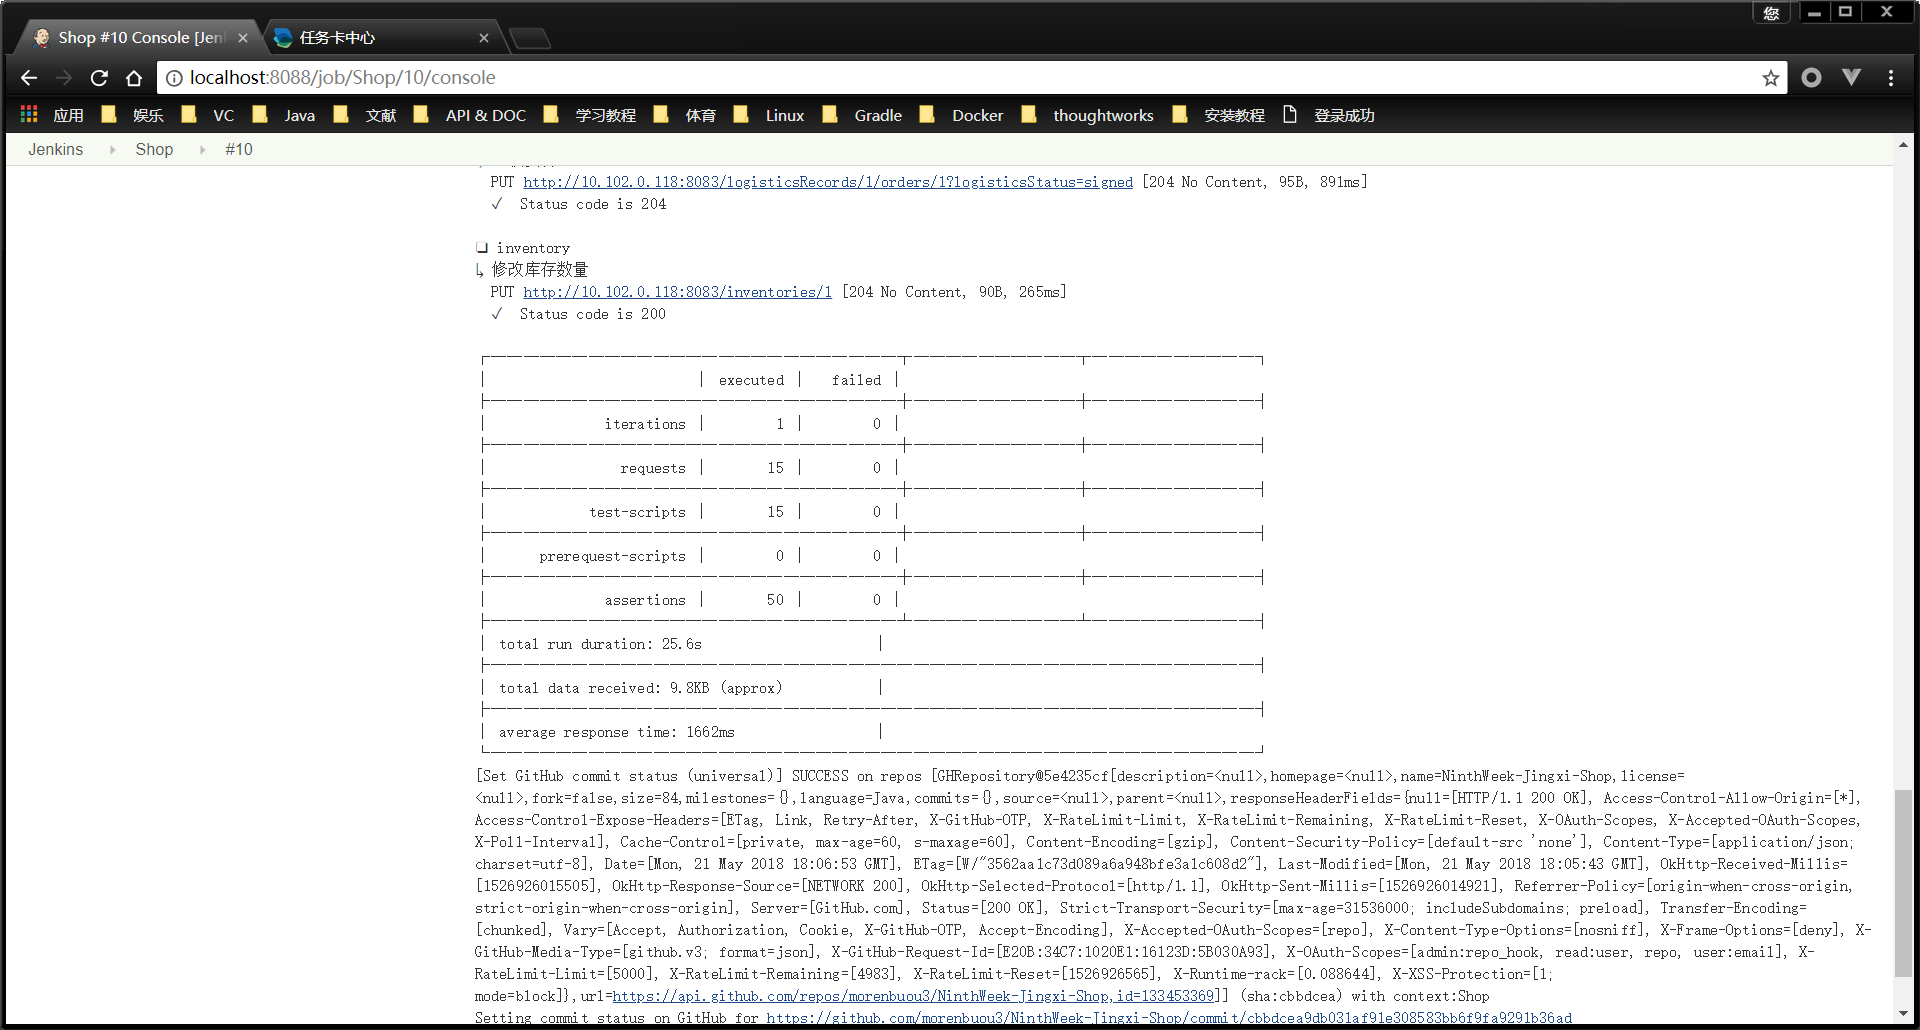 您
Shop #10 Console [Jen
任务卡中心
localhost:8088/job/Shop/10/console
应用 娱乐 VC Java 文献 API & DOC 学习教程 体育 Linux Gradle Docker thoughtworks 安装教程 登录成功
Jenkins Shop #10
PUT http://10.102.0.118:8083/logisticsRecords/1/orders/1?logisticsStatus=signed [204 No Content, 95B, 891ms]
✓ Status code is 204
❏ inventory
↳ 修改库存数量
PUT http://10.102.0.118:8083/inventories/1 [204 No Content, 90B, 265ms]
✓ Status code is 200
executed failed
iterations 1 0
requests 15 0
test-scripts 15 0
prerequest-scripts 0 0
assertions 50 0
total run duration: 25.6s
total data received: 9.8KB (approx)
average response time: 1662ms
[Set GitHub commit status (universal)] SUCCESS on repos [GHRepository@5e4235cf[description=<null>,homepage=<null>,name=NinthWeek-Jingxi-Shop,license=
<null>,fork=false,size=84,milestones={},language=Java,commits={},source=<null>,parent=<null>,responseHeaderFields={null=[HTTP/1.1 200 OK], Access-Control-Allow-Origin=[*],
Access-Control-Expose-Headers=[ETag, Link, Retry-After, X-GitHub-OTP, X-RateLimit-Limit, X-RateLimit-Remaining, X-RateLimit-Reset, X-OAuth-Scopes, X-Accepted-OAuth-Scopes,
X-Poll-Interval], Cache-Control=[private, max-age=60, s-maxage=60], Content-Encoding=[gzip], Content-Security-Policy=[default-src 'none'], Content-Type=[application/json;
charset=utf-8], Date=[Mon, 21 May 2018 18:06:53 GMT], ETag=[W/"3562aa1c73d089a6a948bfe3a1c608d2"], Last-Modified=[Mon, 21 May 2018 18:05:43 GMT], OkHttp-Received-Millis=
[1526926015505], OkHttp-Response-Source=[NETWORK 200], OkHttp-Selected-Protocol=[http/1.1], OkHttp-Sent-Millis=[1526926014921], Referrer-Policy=[origin-when-cross-origin,
strict-origin-when-cross-origin], Server=[GitHub.com], Status=[200 OK], Strict-Transport-Security=[max-age=31536000; includeSubdomains; preload], Transfer-Encoding=
[chunked], Vary=[Accept, Authorization, Cookie, X-GitHub-OTP, Accept-Encoding], X-Accepted-OAuth-Scopes=[repo], X-Content-Type-Options=[nosniff], X-Frame-Options=[deny], X-
GitHub-Media-Type=[github.v3; format=json], X-GitHub-Request-Id=[E20B:34C7:1020E1:16123D:5B030A93], X-OAuth-Scopes=[admin:repo_hook, read:user, repo, user:email], X-
RateLimit-Limit=[5000], X-RateLimit-Remaining=[4983], X-RateLimit-Reset=[1526926565], X-Runtime-rack=[0.088644], X-XSS-Protection=[1;
mode=block]},url=https://api.github.com/repos/morenbuou3/NinthWeek-Jingxi-Shop,id=133453369]] (sha:cbbdcea) with context:Shop
Setting commit status on GitHub for https://github.com/morenbuou3/NinthWeek-Jingxi-Shop/commit/cbbdcea9db031af91e308583bb6f9fa9291b36ad